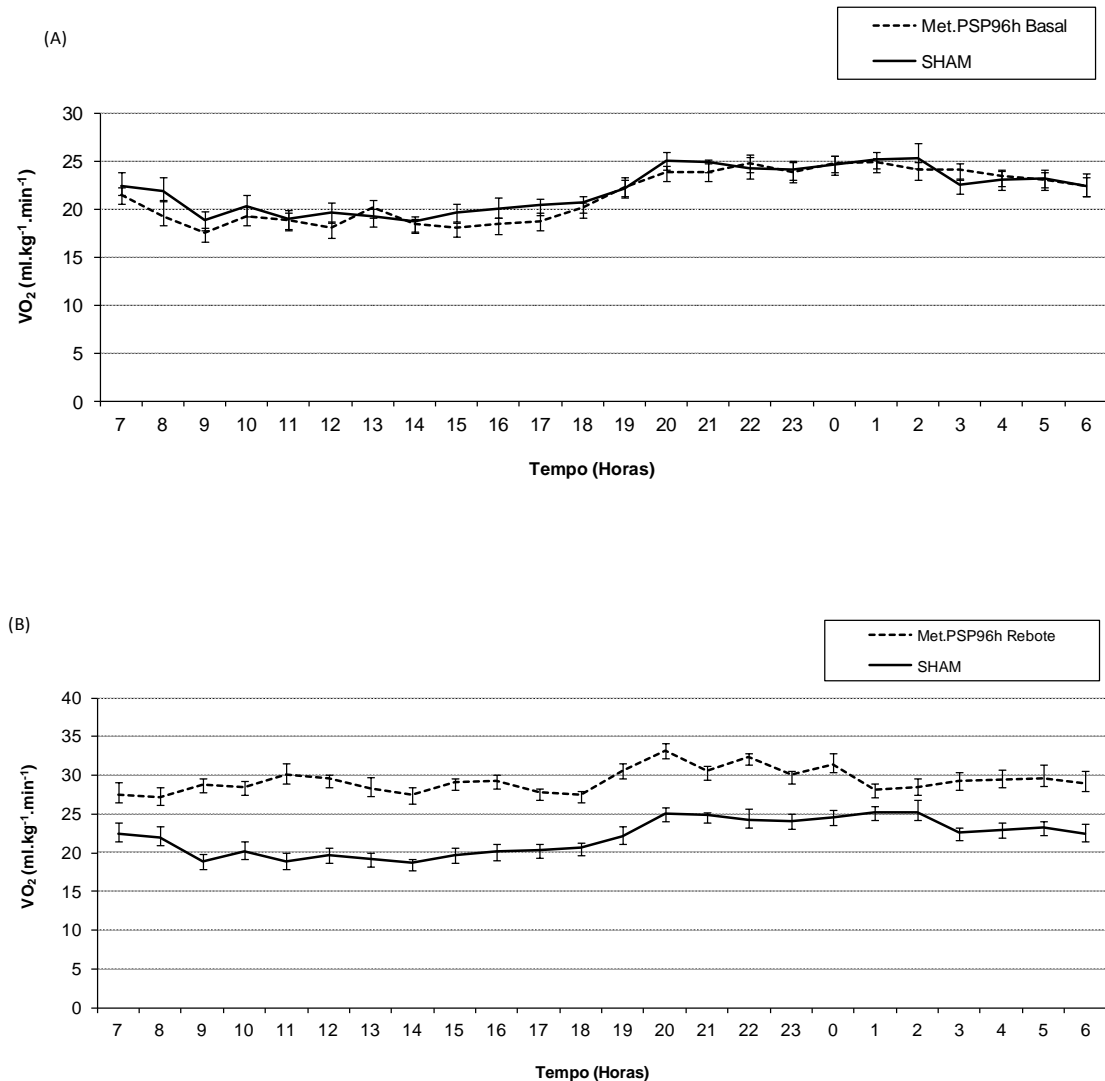 (A)
Met.PSP96h Basal
SHAM
30
25
20
15
10
5
0
VO₂ (ml.kg⁻¹.min⁻¹)
7 8 9 10 11 12 13 14 15 16 17 18 19 20 21 22 23 0 1 2 3 4 5 6
Tempo (Horas)
(B)
Met.PSP96h Rebote
SHAM
40
35
30
25
20
15
10
5
0
VO₂ (ml.kg⁻¹.min⁻¹)
7 8 9 10 11 12 13 14 15 16 17 18 19 20 21 22 23 0 1 2 3 4 5 6
Tempo (Horas)